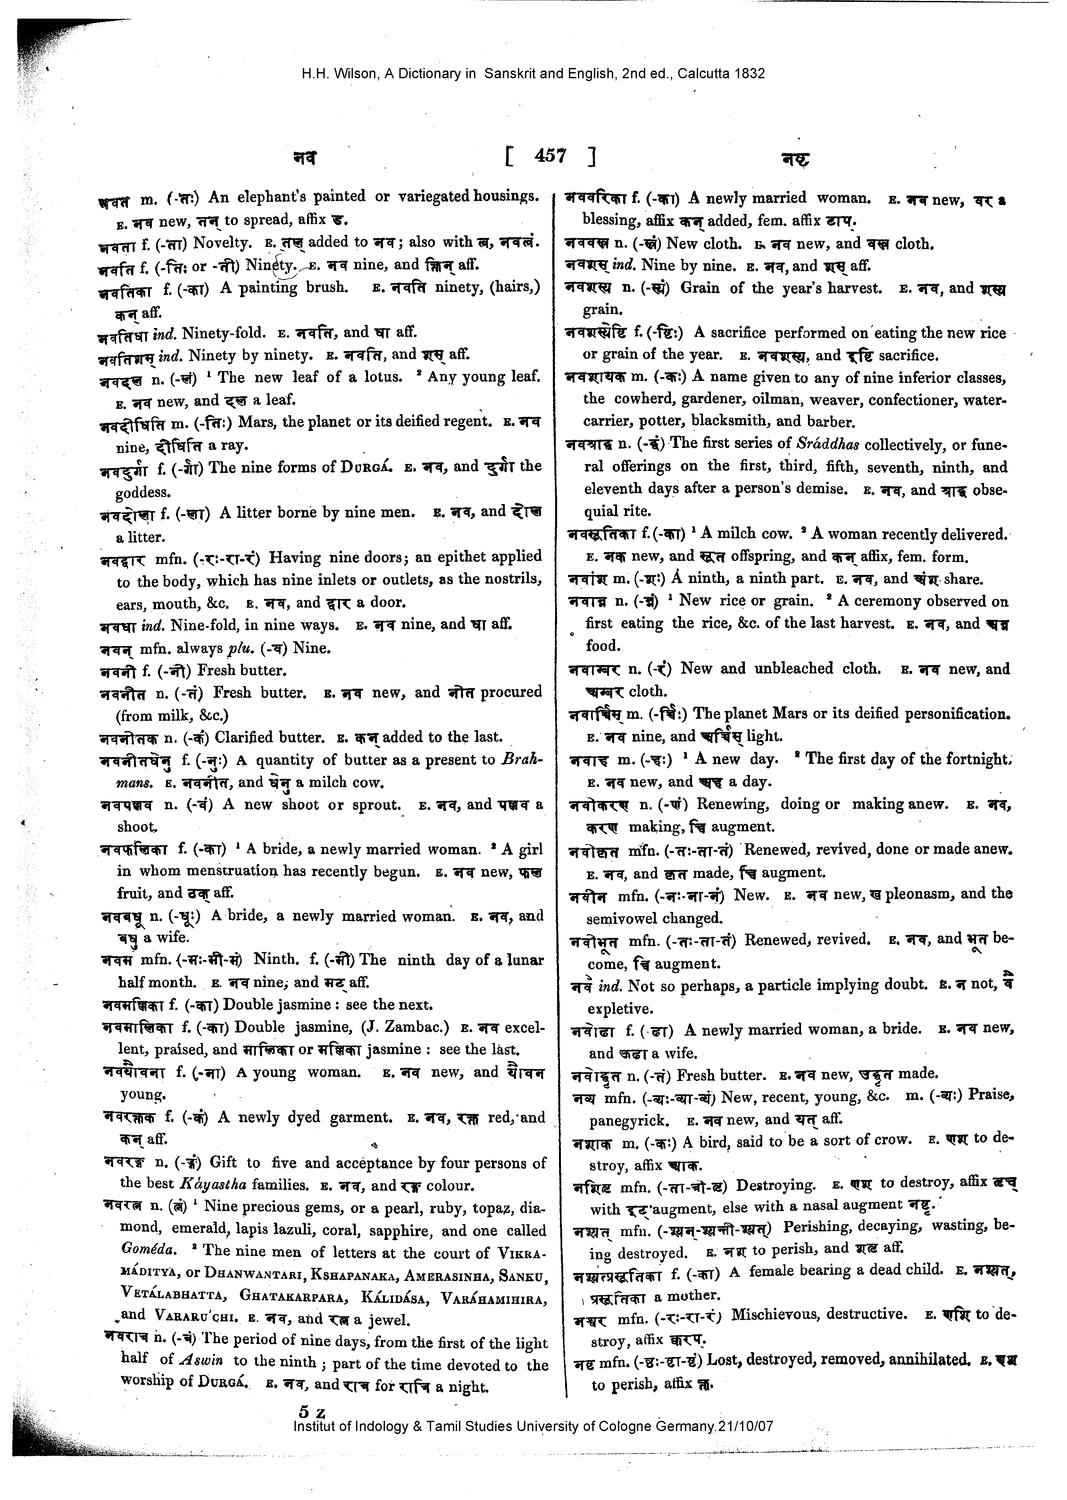 H.H. Wilson, A Dictionary in Sanskrit and English, 2nd ed., Calcutta 1832
नव [ 457 ] नष्ट
नवत m. (-तः) An elephant's painted or variegated housings.
E. नव new, तन् to spread, affix ड.
नवता f. (-ता) Novelty. E. तल् added to नव; also with त्व, नवत्वं.
नवति f. (-तिः or -ती) Ninety. E. नव nine, and क्तिन् aff.
नवतिका f. (-का) A painting brush. E. नवति ninety, (hairs,)
कन् aff.
नवतिधा ind. Ninety-fold. E. नवति, and धा aff.
नवतिशस् ind. Ninety by ninety. E. नवति, and शस् aff.
नवदल n. (-लं) ¹ The new leaf of a lotus. ² Any young leaf.
E. नव new, and दल a leaf.
नवदीधिति m. (-तिः) Mars, the planet or its deified regent. E. नव
nine, दीधिति a ray.
नवदुर्गा f. (-र्गा) The nine forms of DURGÁ. E. नव, and दुर्गा the
goddess.
नवदोला f. (-ला) A litter borne by nine men. E. नव, and दोल
a litter.
नवद्वार mfn. (-रः-रा-रं) Having nine doors; an epithet applied
to the body, which has nine inlets or outlets, as the nostrils,
ears, mouth, &c. E. नव, and द्वार a door.
नवधा ind. Nine-fold, in nine ways. E. नव nine, and धा aff.
नवन् mfn. always plu. (-व) Nine.
नवनी f. (-नी) Fresh butter.
नवनीत n. (-तं) Fresh butter. E. नव new, and नीत procured
(from milk, &c.)
नवनीतक n. (-कं) Clarified butter. E. कन् added to the last.
नवनीतधेनु f. (-नुः) A quantity of butter as a present to Brah-
mans. E. नवनीत, and धेनु a milch cow.
नवपल्लव n. (-वं) A new shoot or sprout. E. नव, and पल्लव a
shoot.
नवफलिका f. (-का) ¹ A bride, a newly married woman. ² A girl
in whom menstruation has recently begun. E. नव new, फल
fruit, and ठक् aff.
नवबधू n. (-धूः) A bride, a newly married woman. E. नव, and
बधु a wife.
नवम mfn. (-मः-मी-मं) Ninth. f. (-मी) The ninth day of a lunar
half month. E. नव nine, and मट् aff.
नवमल्लिका f. (-का) Double jasmine: see the next.
नवमालिका f. (-का) Double jasmine, (J. Zambac.) E. नव excel-
lent, praised, and मालिका or मल्लिका jasmine: see the last.
नवयौवना f. (-ना) A young woman. E. नव new, and यौवन
young.
नवरक्तक f. (-कं) A newly dyed garment. E. नव, रक्त red, and
कन् aff.
नवरङ्ग n. (-ङ्गं) Gift to five and acceptance by four persons of
the best Káyastha families. E. नव, and रङ्ग colour.
नवरत्न n. (त्नं) ¹ Nine precious gems, or a pearl, ruby, topaz, dia-
mond, emerald, lapis lazuli, coral, sapphire, and one called
Goméda. ² The nine men of letters at the court of VIKRA-
MÁDITYA, or DHANWANTARI, KSHAPANAKA, AMERASINHA, SANKU,
VETÁLABHATTA, GHATAKARPARA, KÁLIDÁSA, VARÁHAMIHIRA,
and VARARU´CHI. E. नव, and रत्न a jewel.
नवरात्र n. (-त्रं) The period of nine days, from the first of the light
half of Aswin to the ninth; part of the time devoted to the
worship of DURGÁ. E. नव, and रात्र for रात्रि a night.
5 Z
नववरिका f. (-का) A newly married woman. E. नव new, वर a
blessing, affix कन् added, fem. affix टाप्.
नववस्त्र n. (-स्त्रं) New cloth. E. नव new, and वस्त्र cloth.
नवशस् ind. Nine by nine. E. नव, and शस् aff.
नवशस्य n. (-स्यं) Grain of the year's harvest. E. नव, and शस्य
grain.
नवशस्येष्टि f. (-ष्टिः) A sacrifice performed on eating the new rice
or grain of the year. E. नवशस्य, and इष्टि sacrifice.
नवशायक m. (-कः) A name given to any of nine inferior classes,
the cowherd, gardener, oilman, weaver, confectioner, water-
carrier, potter, blacksmith, and barber.
नवश्राद्ध n. (-द्धं) The first series of Sráddhas collectively, or fune-
ral offerings on the first, third, fifth, seventh, ninth, and
eleventh days after a person's demise. E. नव, and श्राद्ध obse-
quial rite.
नवसूतिका f. (-का) ¹ A milch cow. ² A woman recently delivered.
E. नक new, and सूत offspring, and कन् affix, fem. form.
नवांश m. (-शः) A ninth, a ninth part. E. नव, and अंश share.
नवान्न n. (-न्नं) ¹ New rice or grain. ² A ceremony observed on
first eating the rice, &c. of the last harvest. E. नव, and अन्न
food.
नवाम्बर n. (-रं) New and unbleached cloth. E. नव new, and
अम्बर cloth.
नवार्चिस् m. (-र्चिः) The planet Mars or its deified personification.
E. नव nine, and अर्चिस् light.
नवाह m. (-हः) ¹ A new day. ² The first day of the fortnight.
E. नव new, and अह a day.
नवीकरण n. (-णं) Renewing, doing or making anew. E. नव,
करण making, च्वि augment.
नवीकृत mfn. (-तः-ता-तं) Renewed, revived, done or made anew.
E. नव, and कृत made, च्वि augment.
नवीन mfn. (-नः-ना-नं) New. E. नव new, ख pleonasm, and the
semivowel changed.
नवीभूत mfn. (-तः-ता-तं) Renewed, revived. E. नव, and भूत be-
come, च्वि augment.
नवै ind. Not so perhaps, a particle implying doubt. E. न not, वै
expletive.
नवोढा f. (-ढा) A newly married woman, a bride. E. नव new,
and ऊढा a wife.
नवोद्धृत n. (-तं) Fresh butter. E. नव new, उद्धृत made.
नव्य mfn. (-व्यः-व्या-व्यं) New, recent, young, &c. m. (-व्यः) Praise,
panegyrick. E. नव new, and यत् aff.
नशाक m. (-कः) A bird, said to be a sort of crow. E. णश to de-
stroy, affix आक.
नशितृ mfn. (-ता-त्री-तृ) Destroying. E. णश to destroy, affix तृच्
with इट् augment, else with a nasal augment नंष्टृ.
नश्यत् mfn. (-श्यन्-श्यन्ती-श्यत्) Perishing, decaying, wasting, be-
ing destroyed. E. नश to perish, and शतृ aff.
नश्यत्प्रसूतिका f. (-का) A female bearing a dead child. E. नश्यत्,
प्रसूतिका a mother.
नश्वर mfn. (-रः-रा-रं) Mischievous, destructive. E. णशि to de-
stroy, affix क्वरप्.
नष्ट mfn. (-ष्टः-ष्टा-ष्टं) Lost, destroyed, removed, annihilated. E. णश
to perish, affix क्त.
Institut of Indology & Tamil Studies University of Cologne Germany,21/10/07